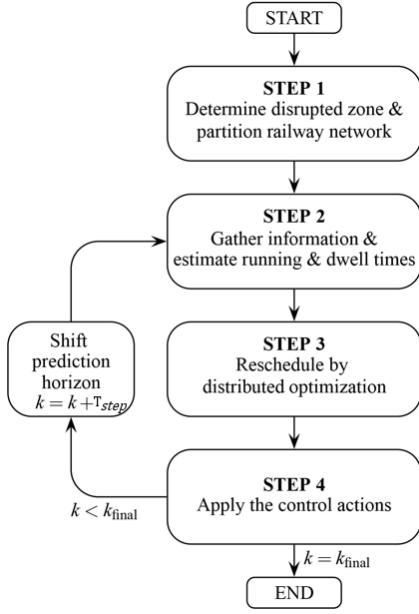 START
STEP 1
Determine disrupted zone &
partition railway network
STEP 2
Gather information &
estimate running & dwell times
Shift
prediction
horizon
k = k + T_step
STEP 3
Reschedule by
distributed optimization
STEP 4
Apply the control actions
k < k_final
k = k_final
END